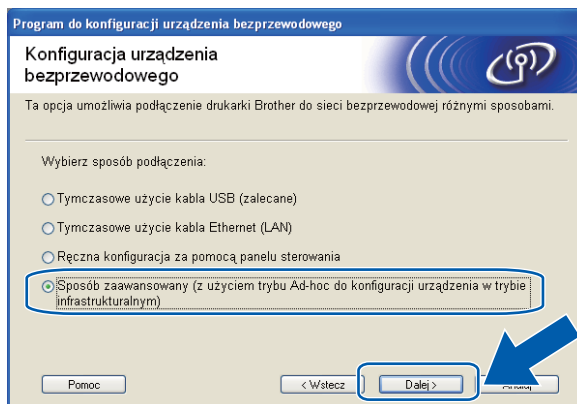 Program do konfiguracji urządzenia bezprzewodowego
Konfiguracja urządzenia
bezprzewodowego
Ta opcja umożliwia podłączenie drukarki Brother do sieci bezprzewodowej różnymi sposobami.
Wybierz sposób podłączenia:
Tymczasowe użycie kabla USB (zalecane)
Tymczasowe użycie kabla Ethernet (LAN)
Ręczna konfiguracja za pomocą panelu sterowania
Sposób zaawansowany (z użyciem trybu Ad-hoc do konfiguracji urządzenia w trybie
infrastrukturalnym)
Pomoc
< Wstecz
Dalej >